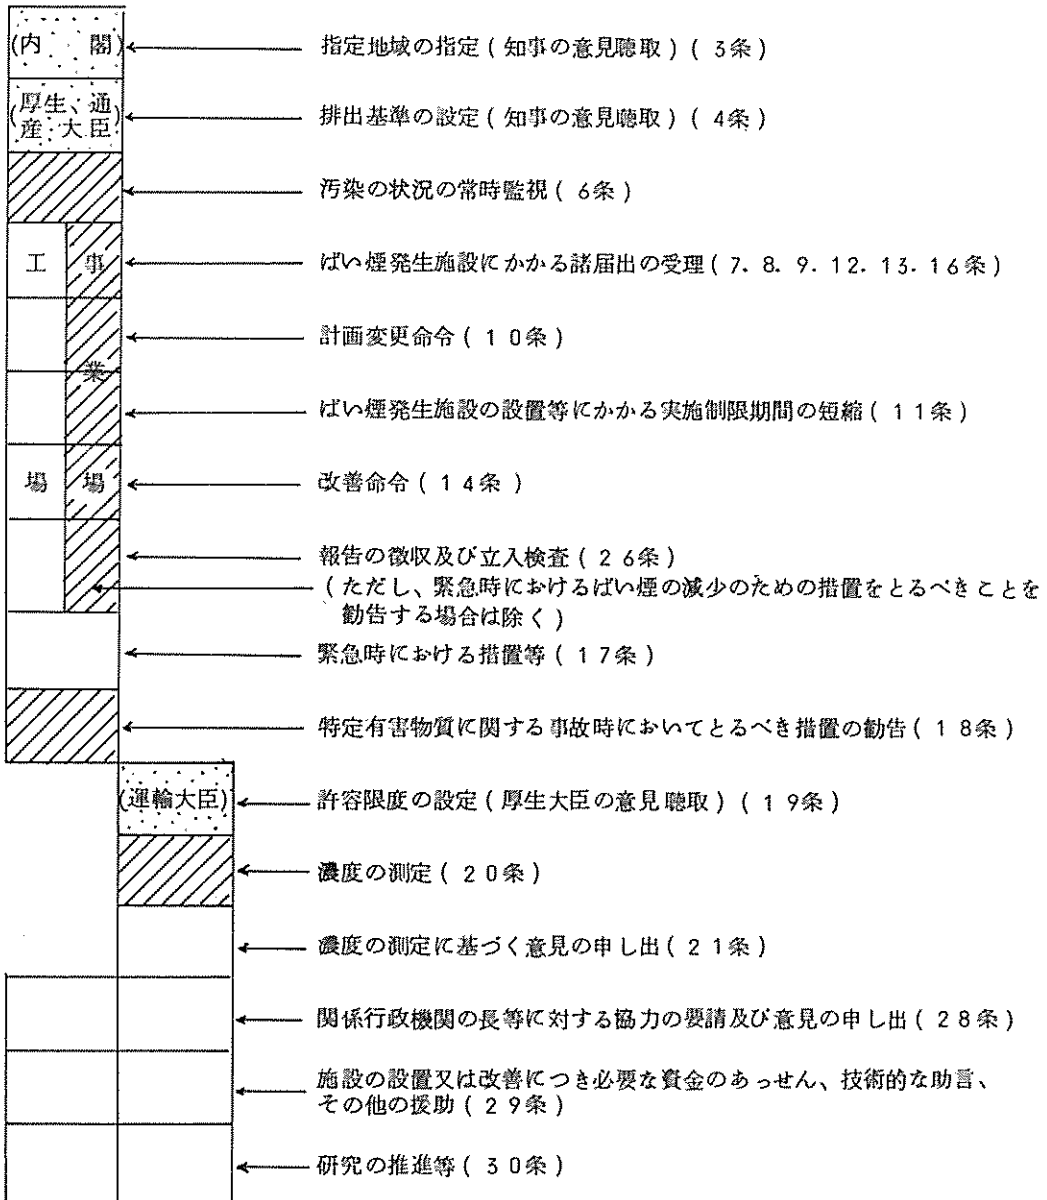 (内閣)
指定地域の指定(知事の意見聴取)(3条)
(厚生、通
産大臣)
排出基準の設定(知事の意見聴取)(4条)
汚染の状況の常時監視(6条)
工 事
ばい煙発生施設にかかる諸届出の受理(7.8.9.12.13.16条)
計画変更命令(10条)
業
ばい煙発生施設の設置等にかかる実施制限期間の短縮(11条)
場 場
改善命令(14条)
報告の徴収及び立入検査(26条)
(ただし、緊急時におけるばい煙の減少のための措置をとるべきことを
勧告する場合は除く)
緊急時における措置等(17条)
特定有害物質に関する事故時においてとるべき措置の勧告(18条)
(運輸大臣)
許容限度の設定(厚生大臣の意見聴取)(19条)
濃度の測定(20条)
濃度の測定に基づく意見の申し出(21条)
関係行政機関の長等に対する協力の要請及び意見の申し出(28条)
施設の設置又は改善につき必要な資金のあっせん、技術的な助言、
その他の援助(29条)
研究の推進等(30条)